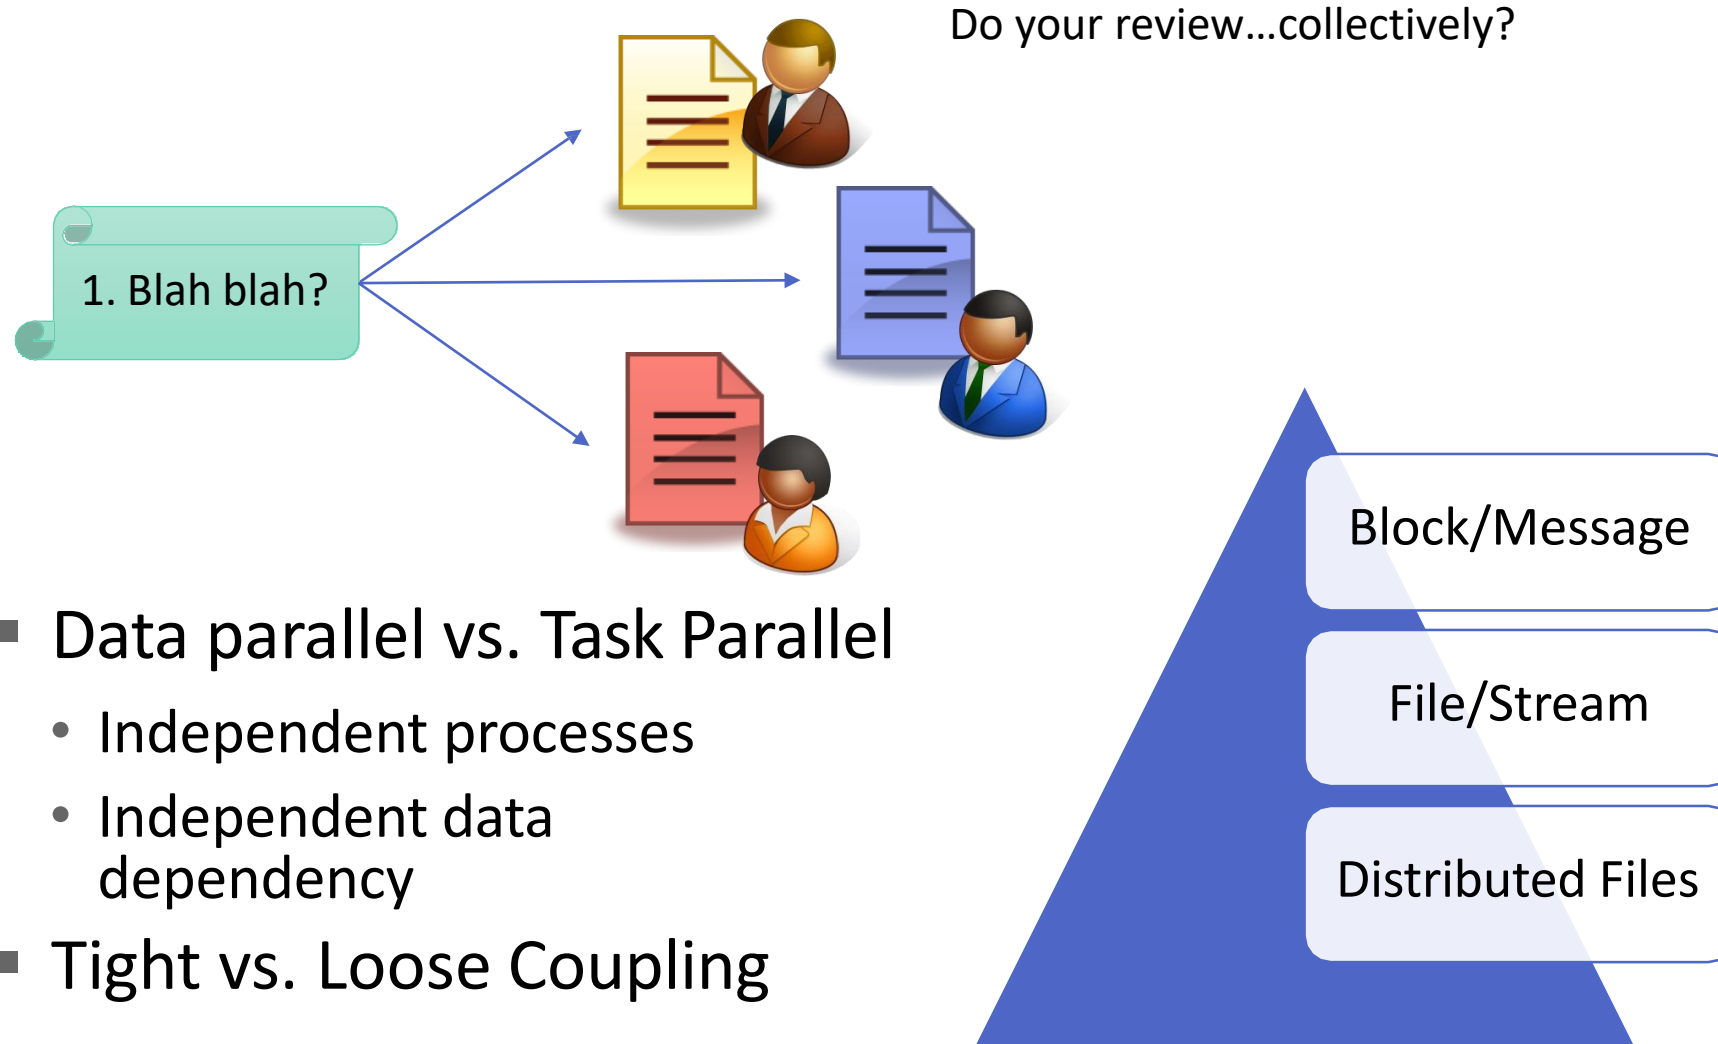 Do your review…collectively?
1. Blah blah?
Data parallel vs. Task Parallel
Independent processes
Independent data
dependency
Tight vs. Loose Coupling
Block/Message
File/Stream
Distributed Files